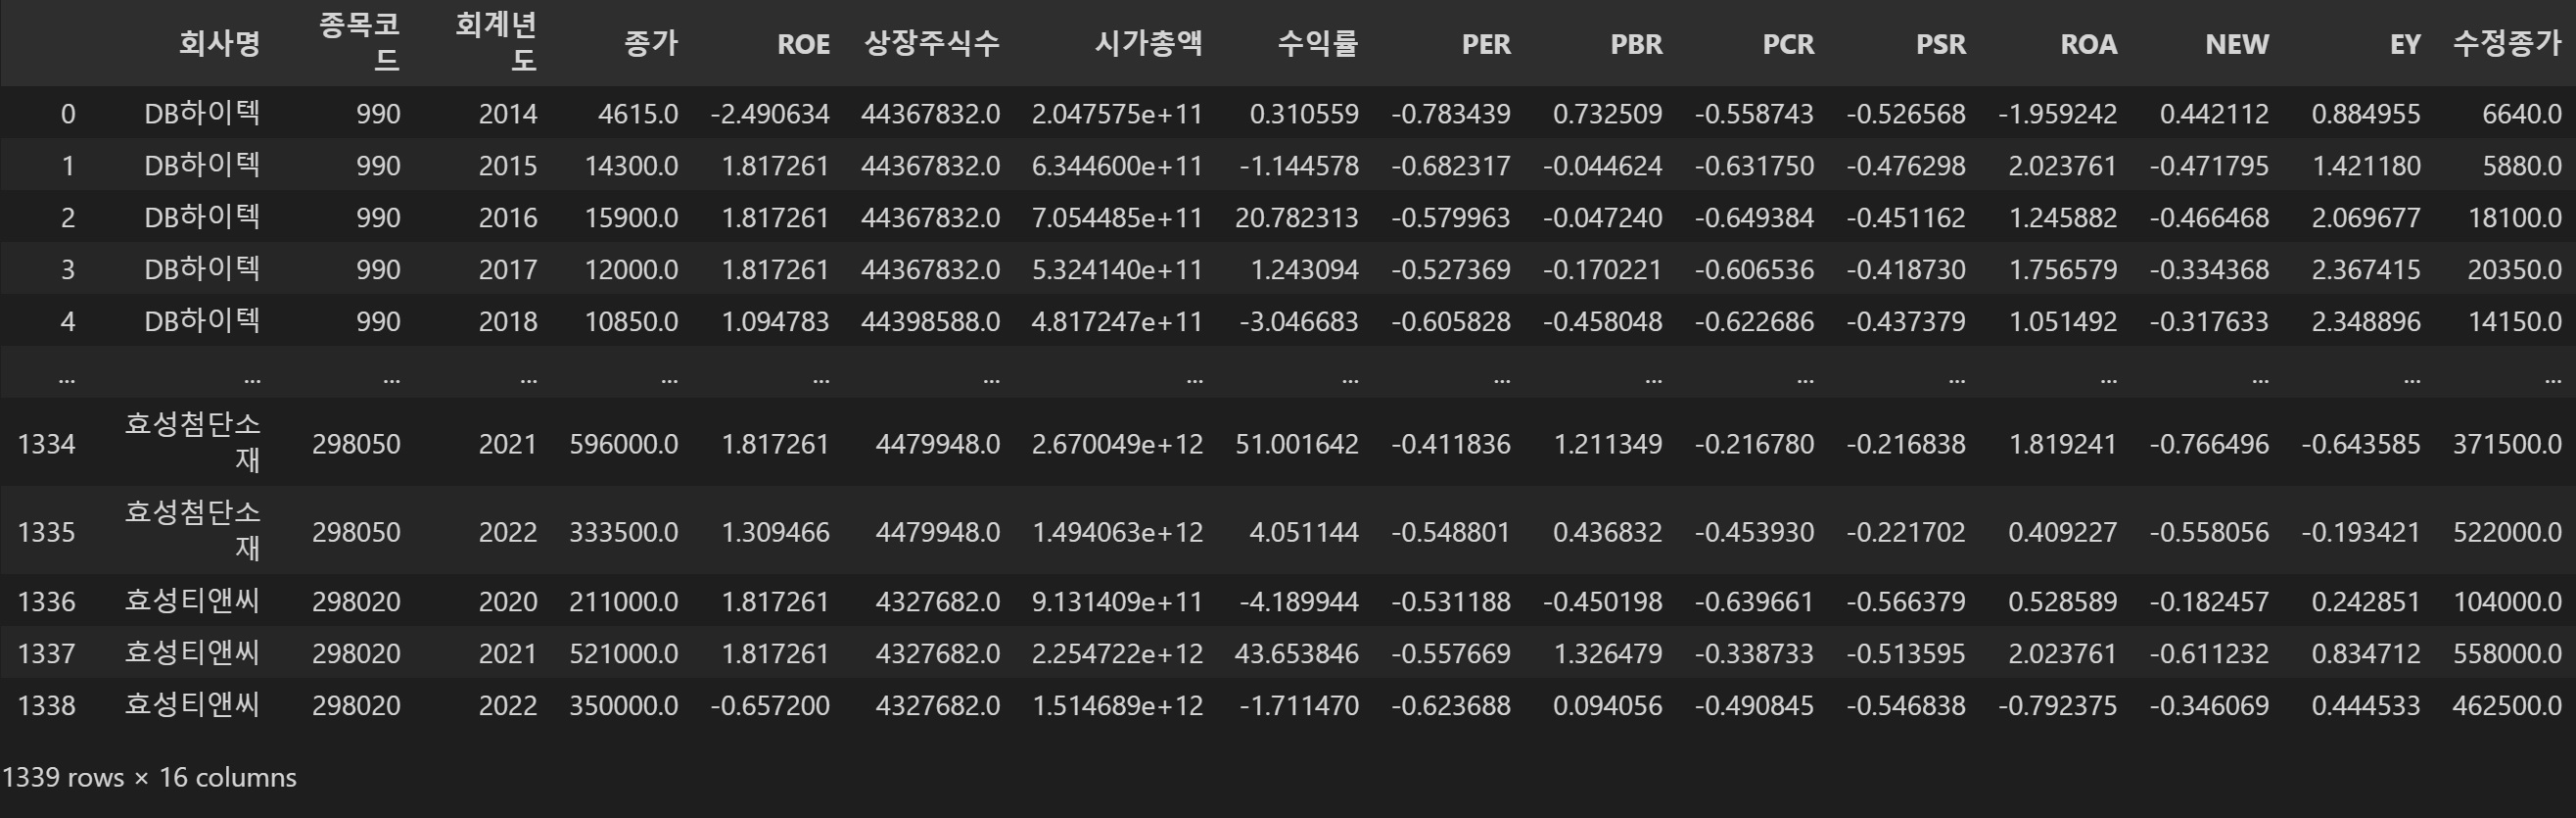 회사명 종목코드 회계년도 종가 ROE 상장주식수 시가총액 수익률 PER PBR PCR PSR ROA NEW EY 수정종가
0 DB하이텍 990 2014 4615.0 -2.490634 44367832.0 2.047575e+11 0.310559 -0.783439 0.732509 -0.558743 -0.526568 -1.959242 0.442112 0.884955 6640.0
1 DB하이텍 990 2015 14300.0 1.817261 44367832.0 6.344600e+11 -1.144578 -0.682317 -0.044624 -0.631750 -0.476298 2.023761 -0.471795 1.421180 5880.0
2 DB하이텍 990 2016 15900.0 1.817261 44367832.0 7.054485e+11 20.782313 -0.579963 -0.047240 -0.649384 -0.451162 1.245882 -0.466468 2.069677 18100.0
3 DB하이텍 990 2017 12000.0 1.817261 44367832.0 5.324140e+11 1.243094 -0.527369 -0.170221 -0.606536 -0.418730 1.756579 -0.334368 2.367415 20350.0
4 DB하이텍 990 2018 10850.0 1.094783 44398588.0 4.817247e+11 -3.046683 -0.605828 -0.458048 -0.622686 -0.437379 1.051492 -0.317633 2.348896 14150.0
... ... ... ... ... ... ... ... ... ... ... ... ... ... ... ... ...
1334 효성첨단소재 298050 2021 596000.0 1.817261 4479948.0 2.670049e+12 51.001642 -0.411836 1.211349 -0.216780 -0.216838 1.819241 -0.766496 -0.643585 371500.0
1335 효성첨단소재 298050 2022 333500.0 1.309466 4479948.0 1.494063e+12 4.051144 -0.548801 0.436832 -0.453930 -0.221702 0.409227 -0.558056 -0.193421 522000.0
1336 효성티앤씨 298020 2020 211000.0 1.817261 4327682.0 9.131409e+11 -4.189944 -0.531188 -0.450198 -0.639661 -0.566379 0.528589 -0.182457 0.242851 104000.0
1337 효성티앤씨 298020 2021 521000.0 1.817261 4327682.0 2.254722e+12 43.653846 -0.557669 1.326479 -0.338733 -0.513595 2.023761 -0.611232 0.834712 558000.0
1338 효성티앤씨 298020 2022 350000.0 -0.657200 4327682.0 1.514689e+12 -1.711470 -0.623688 0.094056 -0.490845 -0.546838 -0.792375 -0.346069 0.444533 462500.0
1339 rows × 16 columns